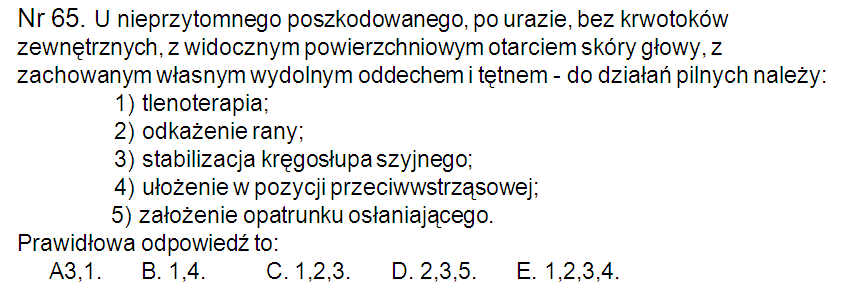 Nr 65. U nieprzytomnego poszkodowanego, po urazie, bez krwotoków
zewnętrznych, z widocznym powierzchniowym otarciem skóry głowy, z
zachowanym własnym wydolnym oddechem i tętnem - do działań pilnych należy:
1) tlenoterapia;
2) odkażenie rany;
3) stabilizacja kręgosłupa szyjnego;
4) ułożenie w pozycji przeciwwstrząsowej;
5) założenie opatrunku osłaniającego.
Prawidłowa odpowiedź to:
A3,1. B. 1,4. C. 1,2,3. D. 2,3,5. E. 1,2,3,4.